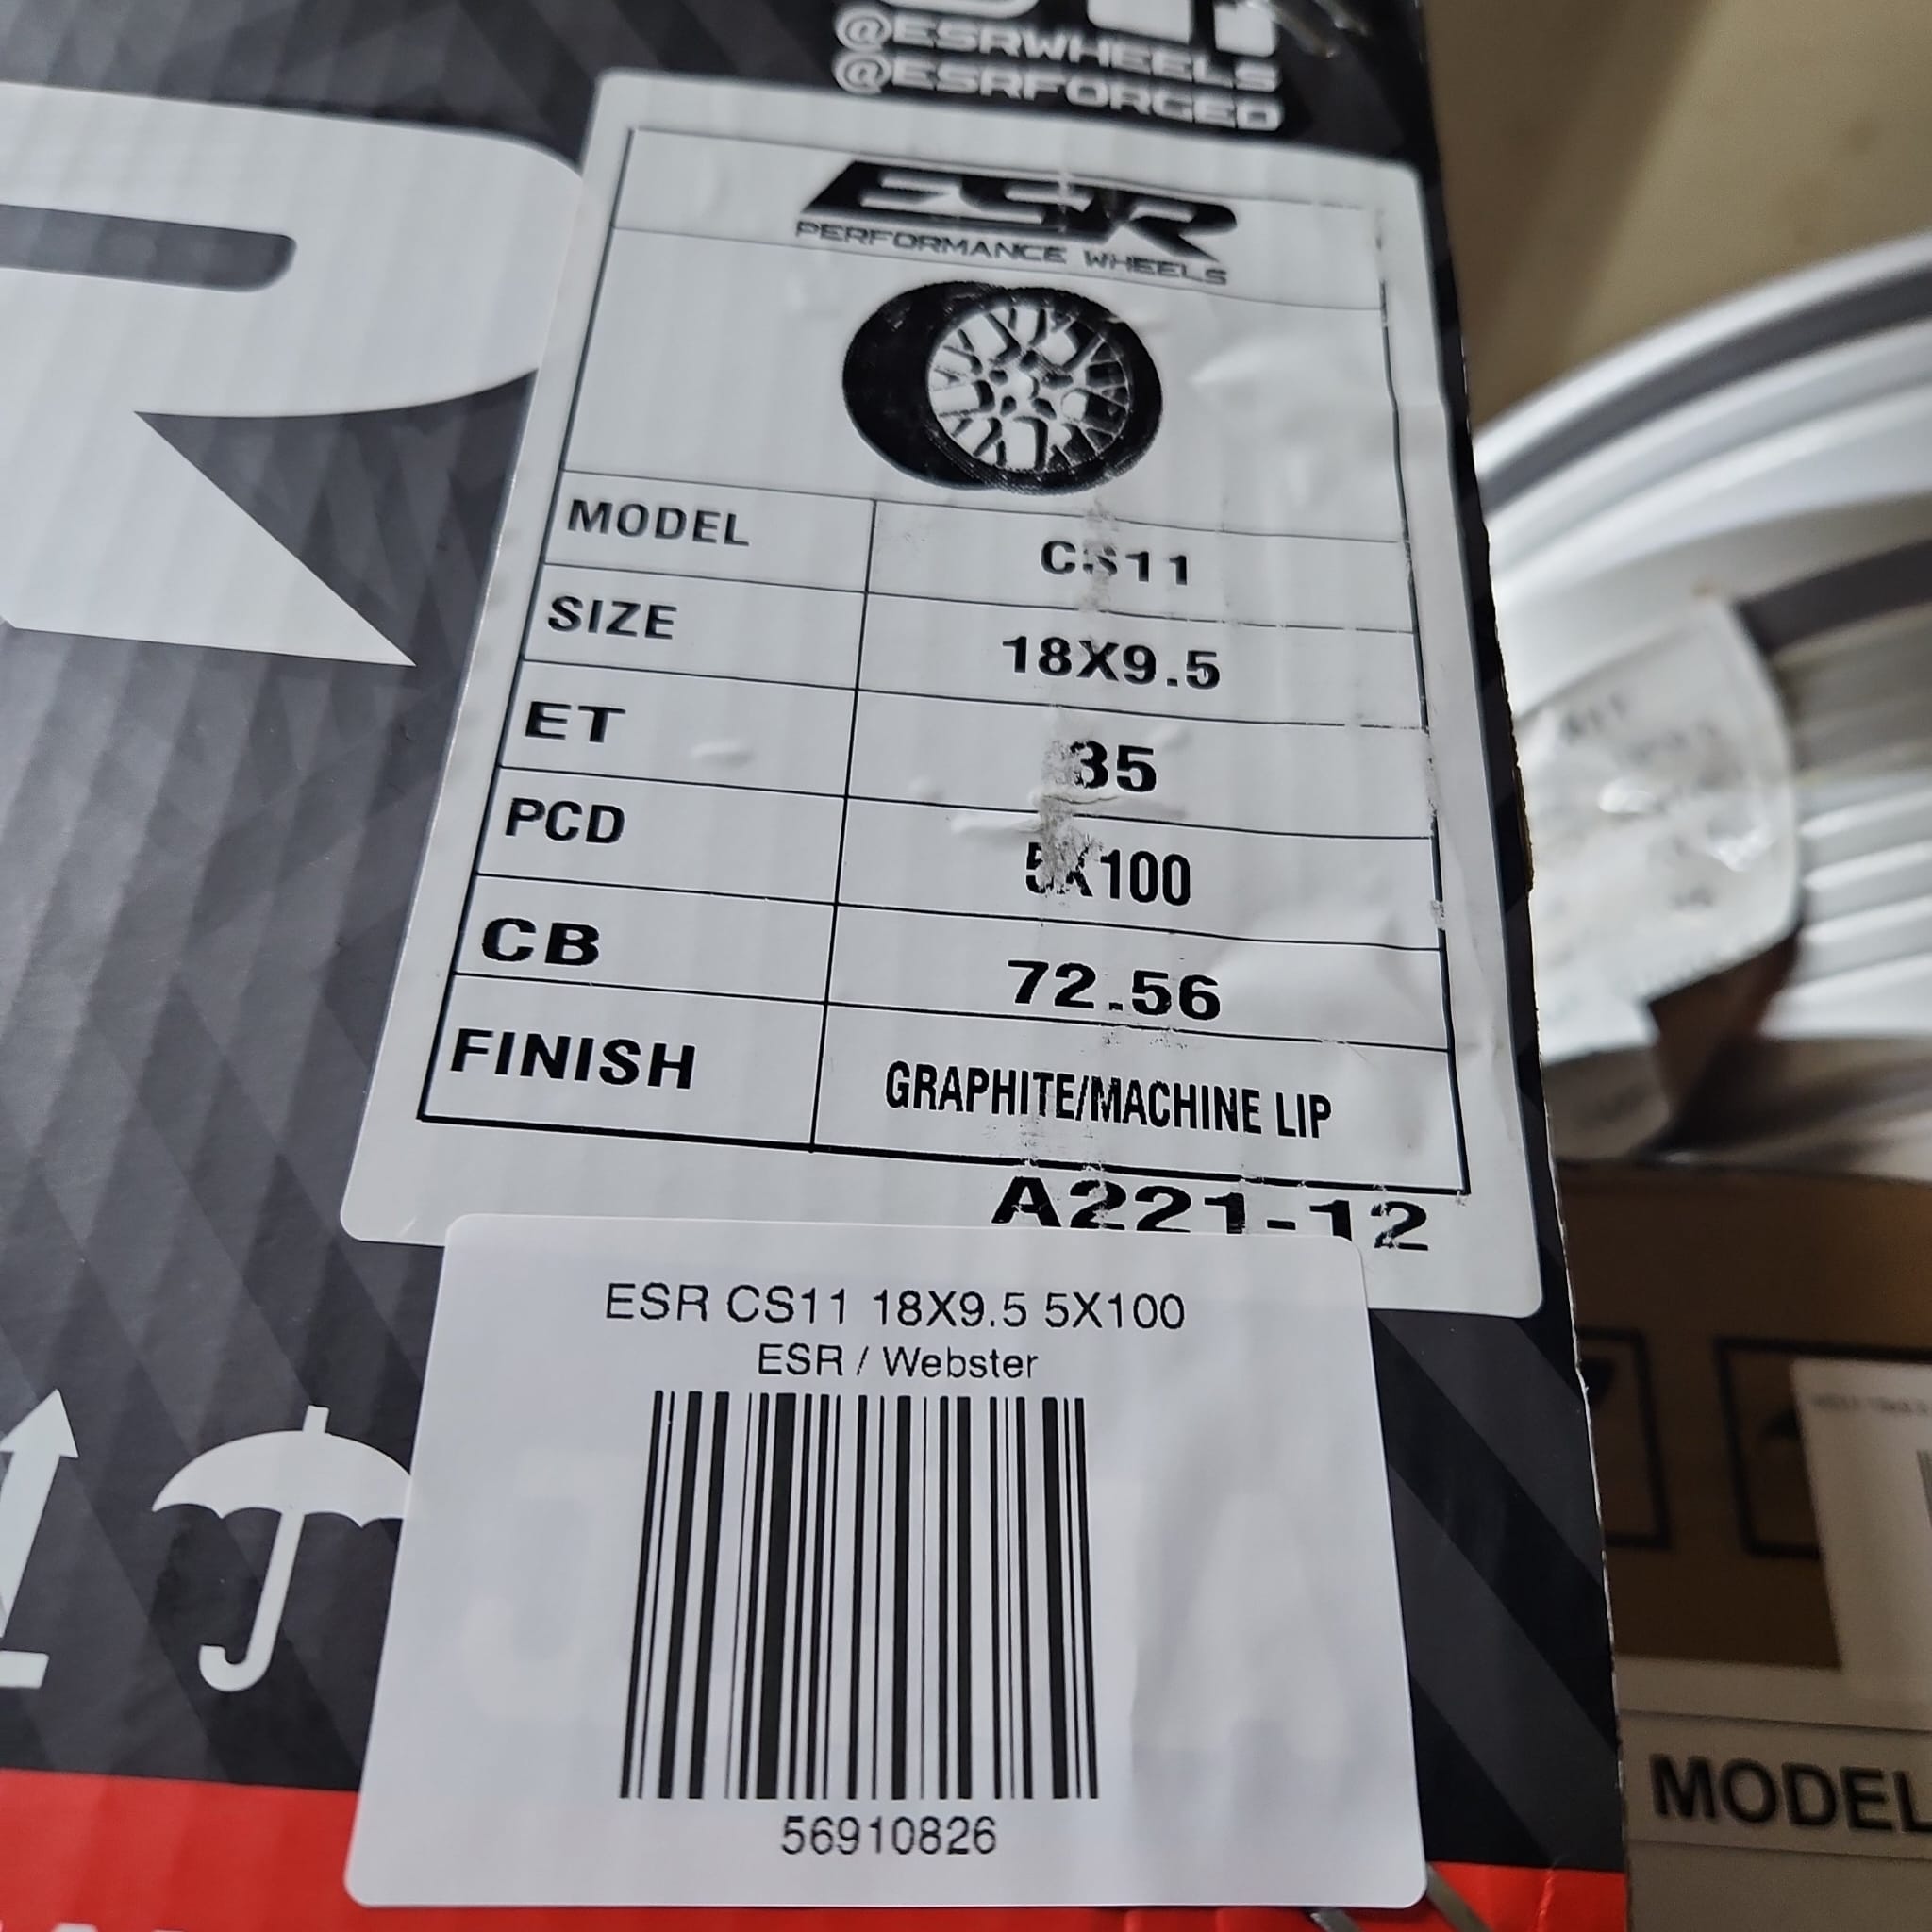 @ESRWHEELS
@ESRFORGED
ESR
PERFORMANCE WHEELS
MODEL CS11
SIZE 18X9.5
ET 35
PCD 5X100
CB 72.56
FINISH GRAPHITE/MACHINE LIP
A221-12
ESR CS11 18X9.5 5X100
ESR / Webster
56910826
MODEL